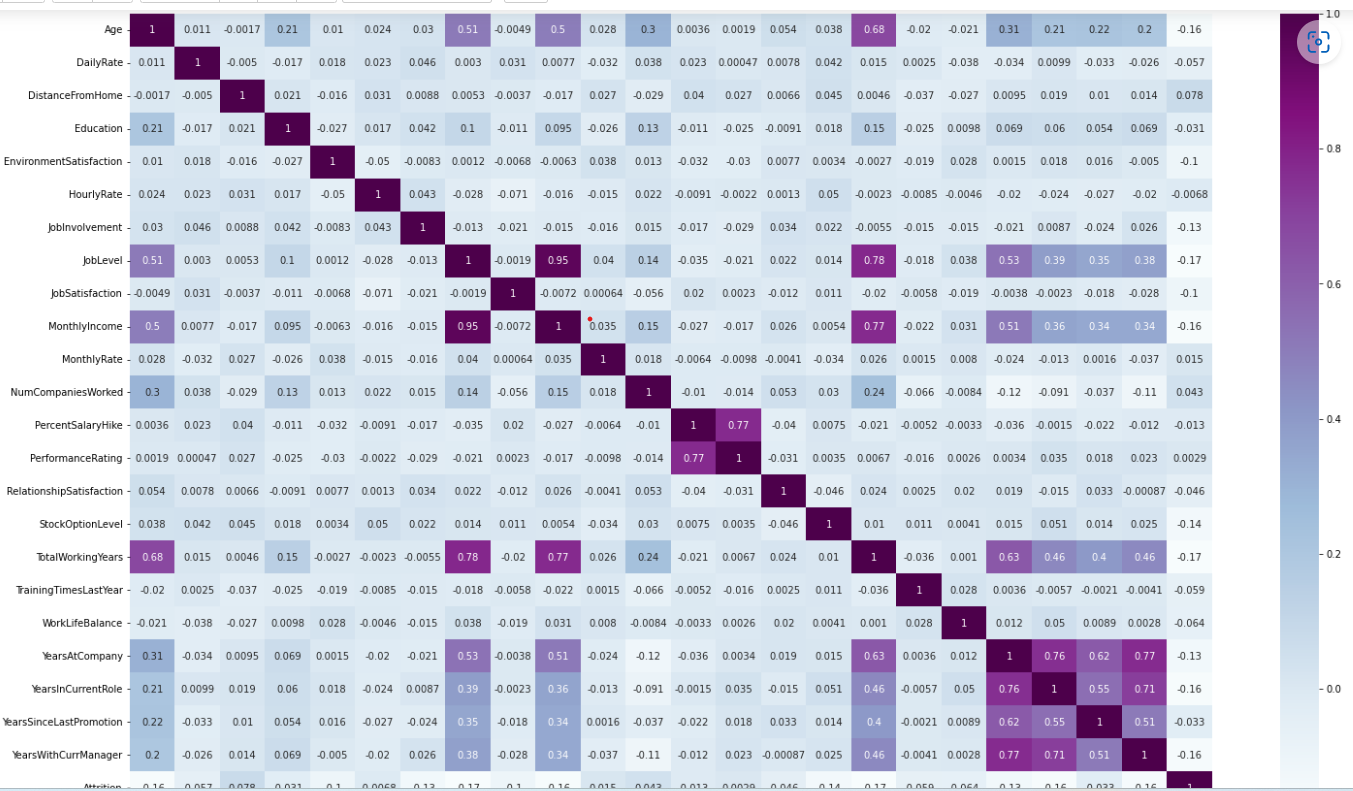 Age 1 0.011 -0.0017 0.21 0.01 0.024 0.03 0.51 -0.0049 0.5 0.028 0.3 0.0036 0.0019 0.054 0.038 0.68 -0.02 -0.021 0.31 0.21 0.22 0.2 -0.16 1.0
DailyRate 0.011 1 -0.005 -0.017 0.018 0.023 0.046 0.003 0.031 0.0077 -0.032 0.038 0.023 0.00047 0.0078 0.042 0.015 0.0025 -0.038 -0.034 0.0099 -0.033 -0.026 -0.057
DistanceFromHome -0.0017 -0.005 1 0.021 -0.016 0.031 0.0088 0.0053 -0.0037 -0.017 0.027 -0.029 0.04 0.027 0.0066 0.045 0.0046 -0.037 -0.027 0.0095 0.019 0.01 0.014 0.078
Education 0.21 -0.017 0.021 1 -0.027 0.017 0.042 0.1 -0.011 0.095 -0.026 0.13 -0.011 -0.025 -0.0091 0.018 0.15 -0.025 0.0098 0.069 0.06 0.054 0.069 -0.031
0.8
EnvironmentSatisfaction 0.01 0.018 -0.016 -0.027 1 -0.05 -0.0083 0.0012 -0.0068 -0.0063 0.038 0.013 -0.032 -0.03 0.0077 0.0034 -0.0027 -0.019 0.028 0.0015 0.018 0.016 -0.005 -0.1
HourlyRate 0.024 0.023 0.031 0.017 -0.05 1 0.043 -0.028 -0.071 -0.016 -0.015 0.022 -0.0091 -0.0022 0.0013 0.05 -0.0023 -0.0085 -0.0046 -0.02 -0.024 -0.027 -0.02 -0.0068
JobInvolvement 0.03 0.046 0.0088 0.042 -0.0083 0.043 1 -0.013 -0.021 -0.015 -0.016 0.015 -0.017 -0.029 0.034 0.022 -0.0055 -0.015 -0.015 -0.021 0.0087 -0.024 0.026 -0.13
JobLevel 0.51 0.003 0.0053 0.1 0.0012 -0.028 -0.013 1 -0.0019 0.95 0.04 0.14 -0.035 -0.021 0.022 0.014 0.78 -0.018 0.038 0.53 0.39 0.35 0.38 -0.17
0.6
JobSatisfaction -0.0049 0.031 -0.0037 -0.011 -0.0068 -0.071 -0.021 -0.0019 1 -0.0072 0.00064 -0.056 0.02 0.0023 -0.012 0.011 -0.02 -0.0058 -0.019 -0.0038 -0.0023 -0.018 -0.028 -0.1
MonthlyIncome 0.5 0.0077 -0.017 0.095 -0.0063 -0.016 -0.015 0.95 -0.0072 1 0.035 0.15 -0.027 -0.017 0.026 0.0054 0.77 -0.022 0.031 0.51 0.36 0.34 0.34 -0.16
MonthlyRate 0.028 -0.032 0.027 -0.026 0.038 -0.015 -0.016 0.04 0.00064 0.035 1 0.018 -0.0064 -0.0098 -0.0041 -0.034 0.026 0.0015 0.008 -0.024 -0.013 0.0016 -0.037 0.015
NumCompaniesWorked 0.3 0.038 -0.029 0.13 0.013 0.022 0.015 0.14 -0.056 0.15 0.018 1 -0.01 -0.014 0.053 0.03 0.24 -0.066 -0.0084 -0.12 -0.091 -0.037 -0.11 0.043
0.4
PercentSalaryHike 0.0036 0.023 0.04 -0.011 -0.032 -0.0091 -0.017 -0.035 0.02 -0.027 -0.0064 -0.01 1 0.77 -0.04 0.0075 -0.021 -0.0052 -0.0033 -0.036 -0.0015 -0.022 -0.012 -0.013
PerformanceRating 0.0019 0.00047 0.027 -0.025 -0.03 -0.0022 -0.029 -0.021 0.0023 -0.017 -0.0098 -0.014 0.77 1 -0.031 0.0035 0.0067 -0.016 0.0026 0.0034 0.035 0.018 0.023 0.0029
RelationshipSatisfaction 0.054 0.0078 0.0066 -0.0091 0.0077 0.0013 0.034 0.022 -0.012 0.026 -0.0041 0.053 -0.04 -0.031 1 -0.046 0.024 0.0025 0.02 0.019 -0.015 0.033 -0.00087 -0.046
StockOptionLevel 0.038 0.042 0.045 0.018 0.0034 0.05 0.022 0.014 0.011 0.0054 -0.034 0.03 0.0075 0.0035 -0.046 1 0.01 0.011 0.0041 0.015 0.051 0.014 0.025 -0.14
TotalWorkingYears 0.68 0.015 0.0046 0.15 -0.0027 -0.0023 -0.0055 0.78 -0.02 0.77 0.026 0.24 -0.021 0.0067 0.024 0.01 1 -0.036 0.001 0.63 0.46 0.4 0.46 -0.17 0.2
TrainingTimesLastYear -0.02 0.0025 -0.037 -0.025 -0.019 -0.0085 -0.015 -0.018 -0.0058 -0.022 0.0015 -0.066 -0.0052 -0.016 0.0025 0.011 -0.036 1 0.028 0.0036 -0.0057 -0.0021 -0.0041 -0.059
WorkLifeBalance -0.021 -0.038 -0.027 0.0098 0.028 -0.0046 -0.015 0.038 -0.019 0.031 0.008 -0.0084 -0.0033 0.0026 0.02 0.0041 0.001 0.028 1 0.012 0.05 0.0089 0.0028 -0.064
YearsAtCompany 0.31 -0.034 0.0095 0.069 0.0015 -0.02 -0.021 0.53 -0.0038 0.51 -0.024 -0.12 -0.036 0.0034 0.019 0.015 0.63 0.0036 0.012 1 0.76 0.62 0.77 -0.13
YearsInCurrentRole 0.21 0.0099 0.019 0.06 0.018 -0.024 0.0087 0.39 -0.0023 0.36 -0.013 -0.091 -0.0015 0.035 -0.015 0.051 0.46 -0.0057 0.05 0.76 1 0.55 0.71 -0.16 0.0
YearsSinceLastPromotion 0.22 -0.033 0.01 0.054 0.016 -0.027 -0.024 0.35 -0.018 0.34 0.0016 -0.037 -0.022 0.018 0.033 0.014 0.4 -0.0021 0.0089 0.62 0.55 1 0.51 -0.033
YearsWithCurrManager 0.2 -0.026 0.014 0.069 -0.005 -0.02 0.026 0.38 -0.028 0.34 -0.037 -0.11 -0.012 0.023 -0.00087 0.025 0.46 -0.0041 0.0028 0.77 0.71 0.51 1 -0.16